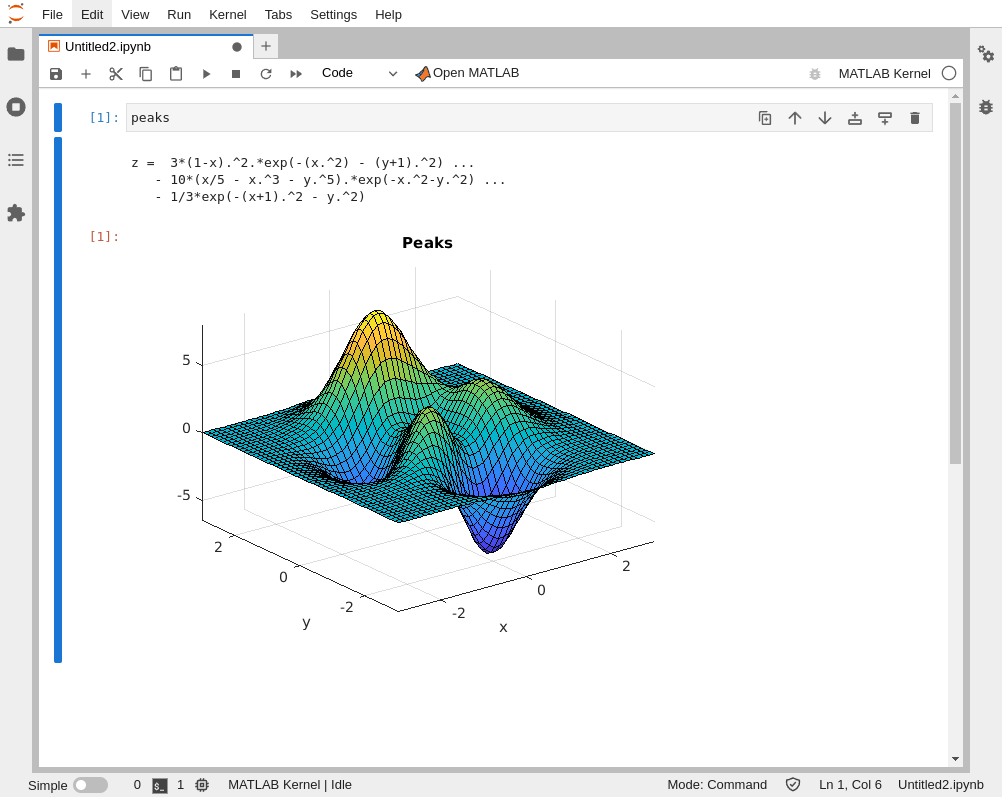 File Edit View Run Kernel Tabs Settings Help
Untitled2.ipynb
Code Open MATLAB MATLAB Kernel
[1]: peaks
z =  3*(1-x).^2.*exp(-(x.^2) - (y+1).^2) ...
   - 10*(x/5 - x.^3 - y.^5).*exp(-x.^2-y.^2) ...
   - 1/3*exp(-(x+1).^2 - y.^2)
[1]:
Peaks
5
0
-5
2
0
-2
y
-2
0
2
x
Simple 0 $_ 1 MATLAB Kernel | Idle Mode: Command Ln 1, Col 6 Untitled2.ipynb